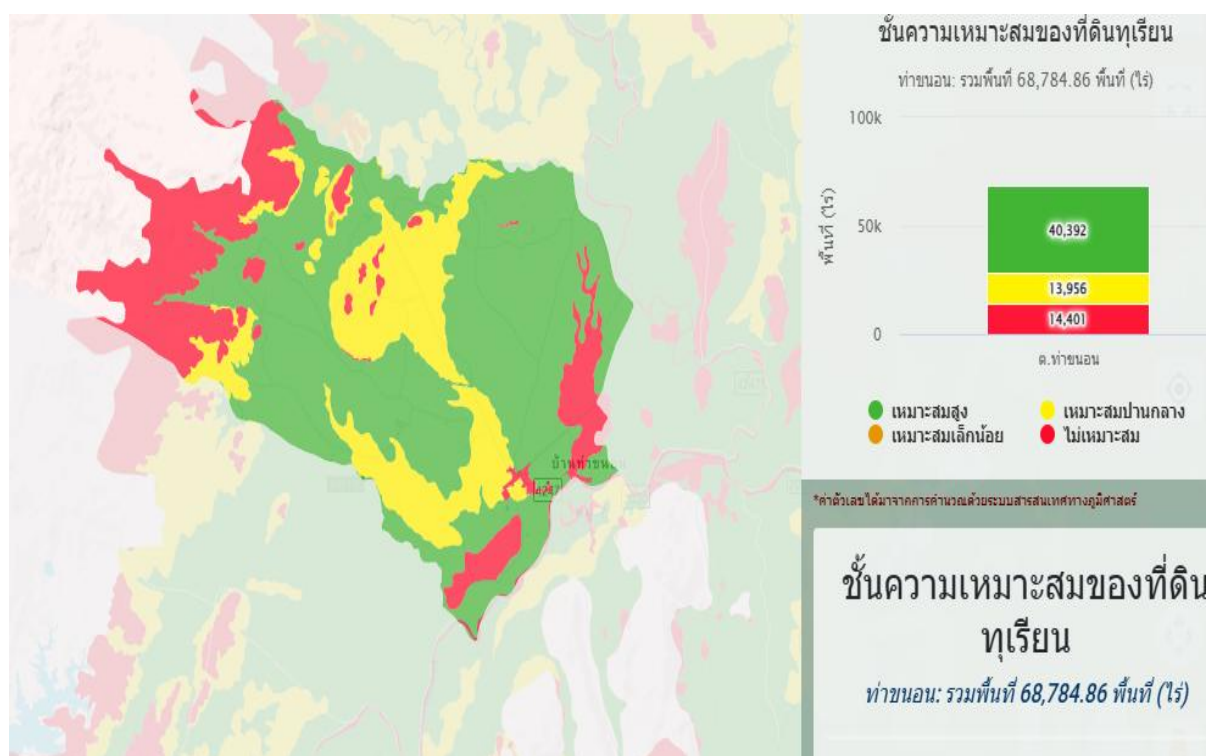 ชั้นความเหมาะสมของที่ดินทุเรียน
ท่าขนอน: รวมพื้นที่ 68,784.86 พื้นที่ (ไร่)
100k
50k
0
พื้นที่ (ไร่)
40,392
13,956
14,401
ต.ท่าขนอน
เหมาะสมสูง
เหมาะสมปานกลาง
เหมาะสมเล็กน้อย
ไม่เหมาะสม
บ้านท่าขนอน
*ค่าตัวเลขได้มาจากการคำนวณด้วยระบบสารสนเทศทางภูมิศาสตร์
ชั้นความเหมาะสมของที่ดิน
ทุเรียน
ท่าขนอน: รวมพื้นที่ 68,784.86 พื้นที่ (ไร่)